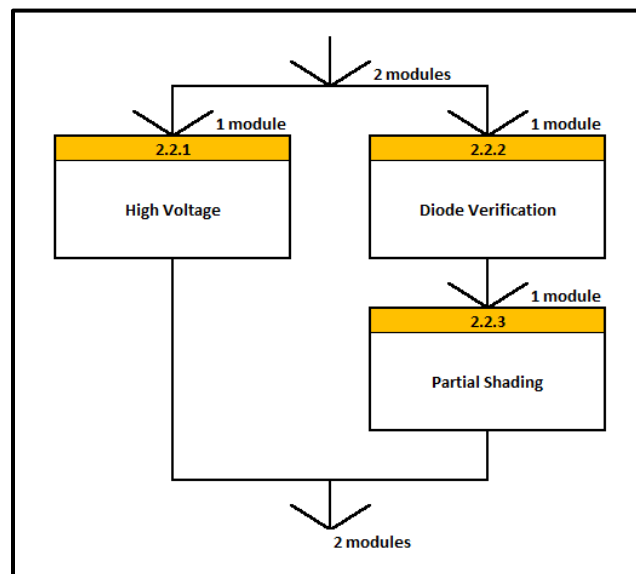 2 modules
1 module
1 module
2.2.1
2.2.2
High Voltage
Diode Verification
1 module
2.2.3
Partial Shading
2 modules